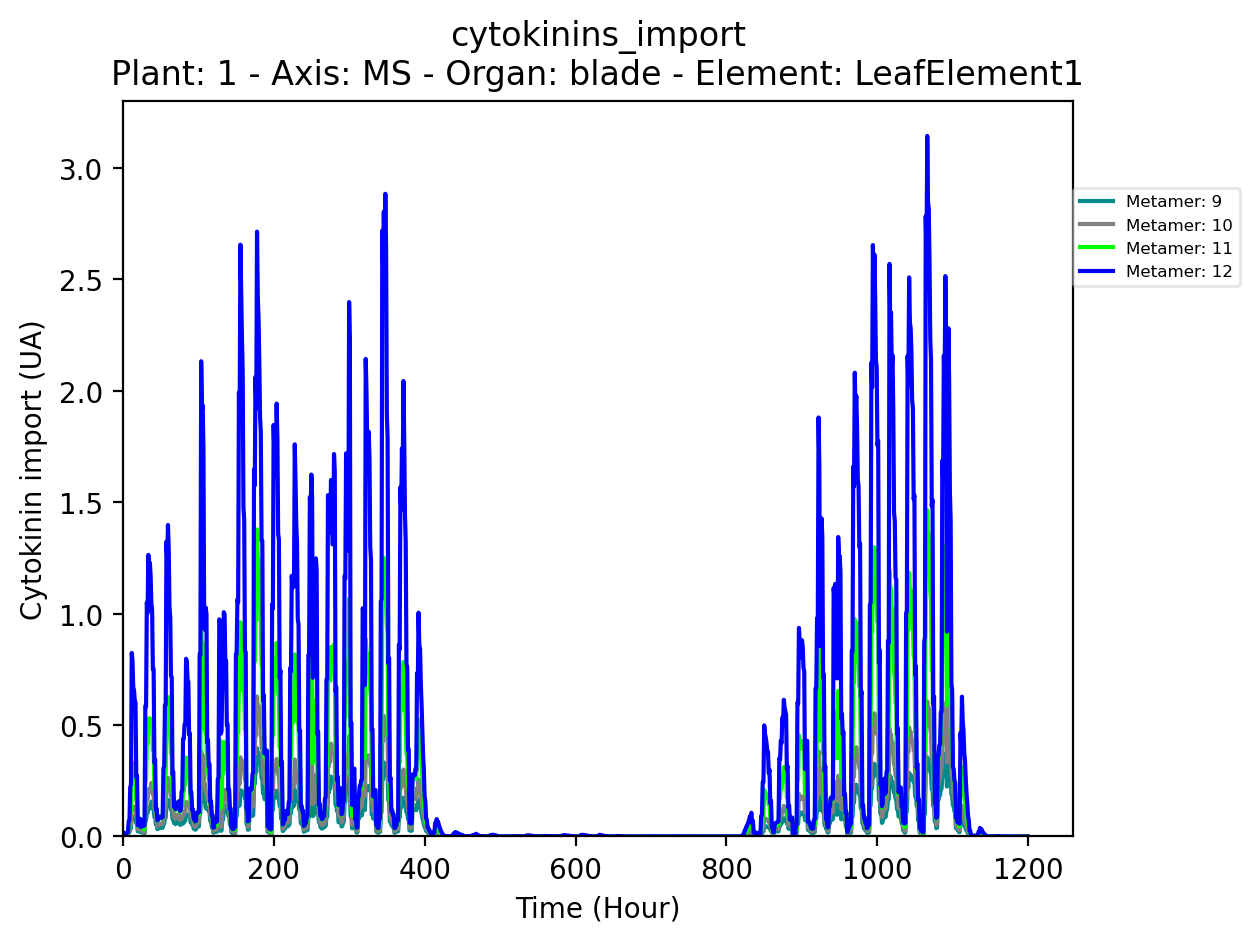 cytokinins_import
Plant: 1 - Axis: MS - Organ: blade - Element: LeafElement1
3.0
2.5
2.0
1.5
1.0
0.5
0.0
Cytokinin import (UA)
0 200 400 600 800 1000 1200
Time (Hour)
Metamer: 9
Metamer: 10
Metamer: 11
Metamer: 12